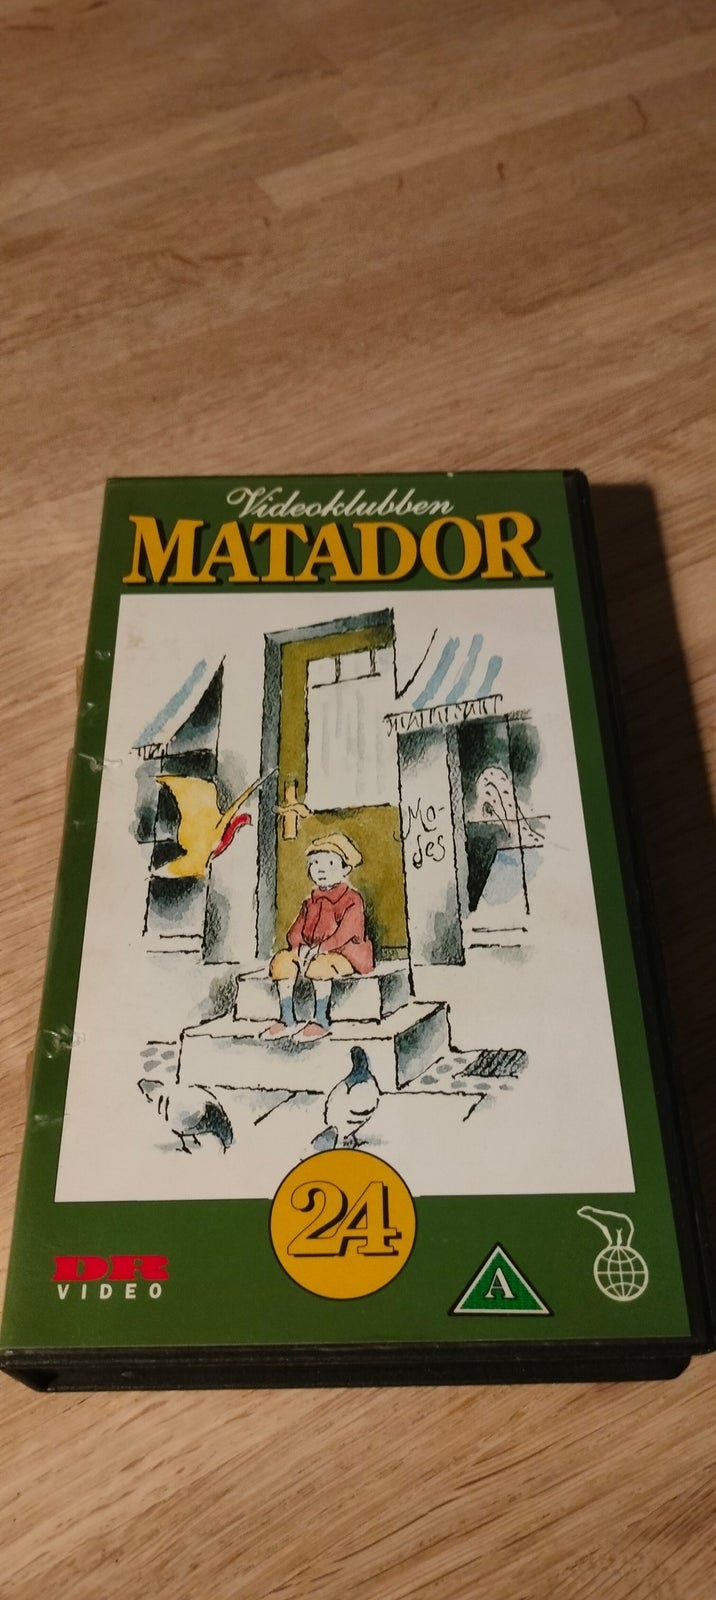 Videoklubben
MATADOR
Mo-
des
24
DR
VIDEO
A